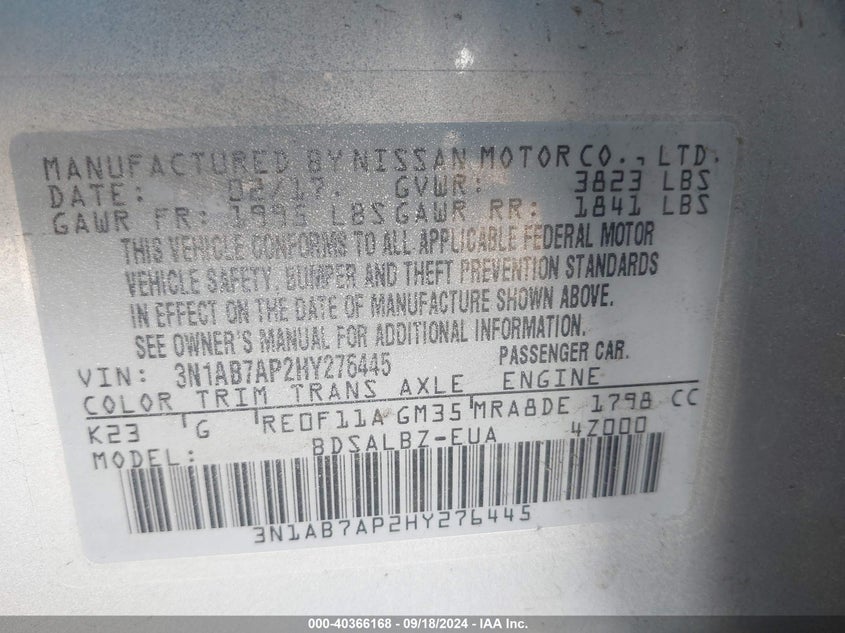 MANUFACTURED BY NISSAN MOTOR CO., LTD.
DATE: 02/17. GVWR: 3823 LBS
GAWR FR: 1995 LBS GAWR RR: 1841 LBS
THIS VEHICLE CONFORMS TO ALL APPLICABLE FEDERAL MOTOR
VEHICLE SAFETY, BUMPER AND THEFT PREVENTION STANDARDS
IN EFFECT ON THE DATE OF MANUFACTURE SHOWN ABOVE.
SEE OWNER'S MANUAL FOR ADDITIONAL INFORMATION.
VIN: 3N1AB7AP2HY276445 PASSENGER CAR.
COLOR TRIM TRANS AXLE ENGINE
K23 G RE0F11A GM35 MRA8DE 1798 CC
MODEL: BDSALBZ-EUA 4Z000
3N1AB7AP2HY276445
000-40366168 - 09/18/2024 - IAA Inc.